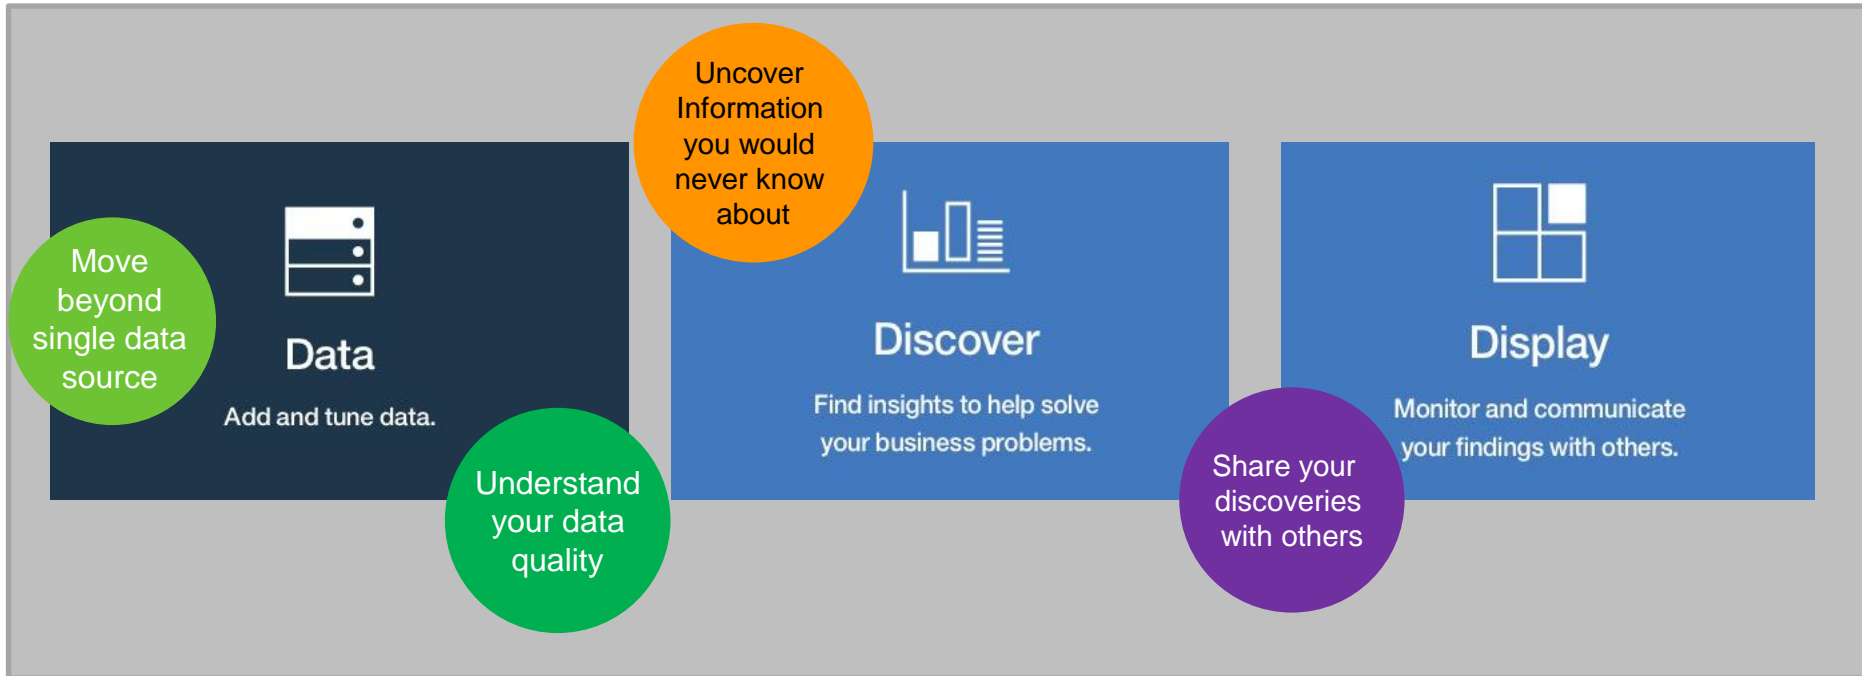 Move
beyond
single data
source
Data
Add and tune data.
Understand
your data
quality
Uncover
Information
you would
never know
about
Discover
Find insights to help solve
your business problems.
Display
Monitor and communicate
your findings with others.
Share your
discoveries
with others